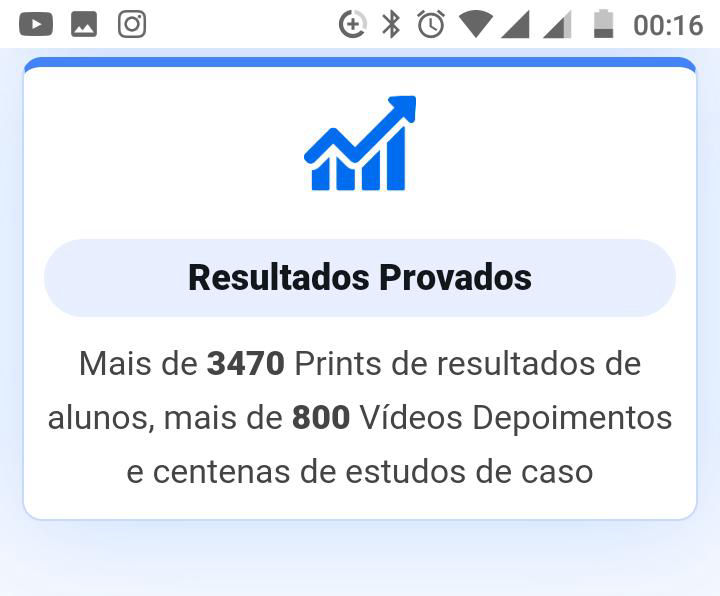 00:16
Resultados Provados
Mais de 3470 Prints de resultados de
alunos, mais de 800 Vídeos Depoimentos
e centenas de estudos de caso